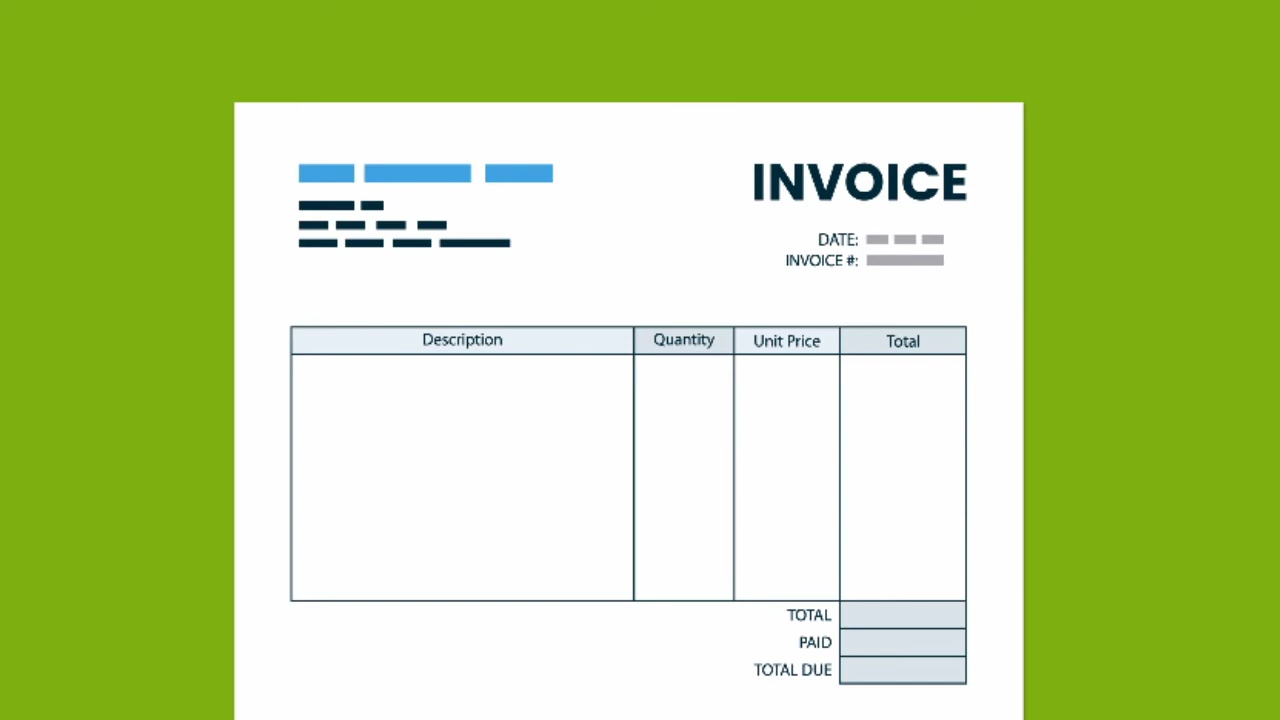 INVOICE
DATE:
INVOICE #:
Description Quantity Unit Price Total
TOTAL
PAID
TOTAL DUE